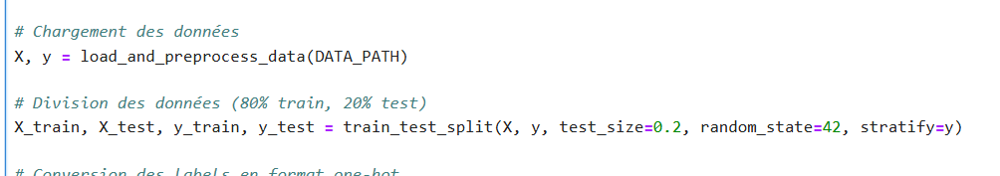 # Chargement des données
X, y = load_and_preprocess_data(DATA_PATH)
# Division des données (80% train, 20% test)
X_train, X_test, y_train, y_test = train_test_split(X, y, test_size=0.2, random_state=42, stratify=y)
# Conversion des labels en format one-hot